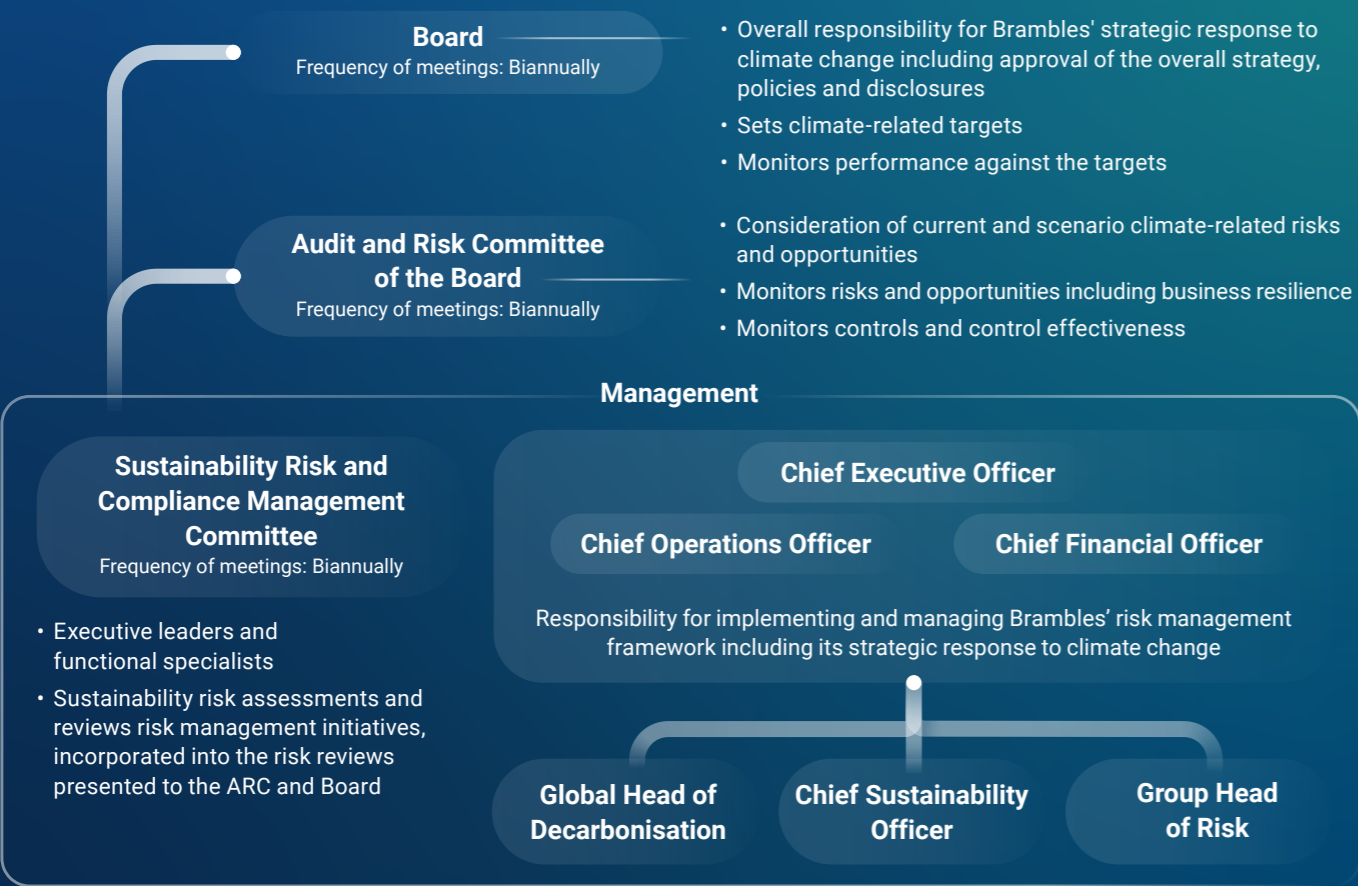 Board
Frequency of meetings: Biannually
• Overall responsibility for Brambles' strategic response to
climate change including approval of the overall strategy,
policies and disclosures
• Sets climate-related targets
• Monitors performance against the targets
Audit and Risk Committee
of the Board
Frequency of meetings: Biannually
• Consideration of current and scenario climate-related risks
and opportunities
• Monitors risks and opportunities including business resilience
• Monitors controls and control effectiveness
Management
Sustainability Risk and
Compliance Management
Committee
Frequency of meetings: Biannually
• Executive leaders and
functional specialists
• Sustainability risk assessments and
reviews risk management initiatives,
incorporated into the risk reviews
presented to the ARC and Board
Chief Executive Officer
Chief Operations Officer
Chief Financial Officer
Responsibility for implementing and managing Brambles’ risk management
framework including its strategic response to climate change
Global Head of
Decarbonisation
Chief Sustainability
Officer
Group Head
of Risk